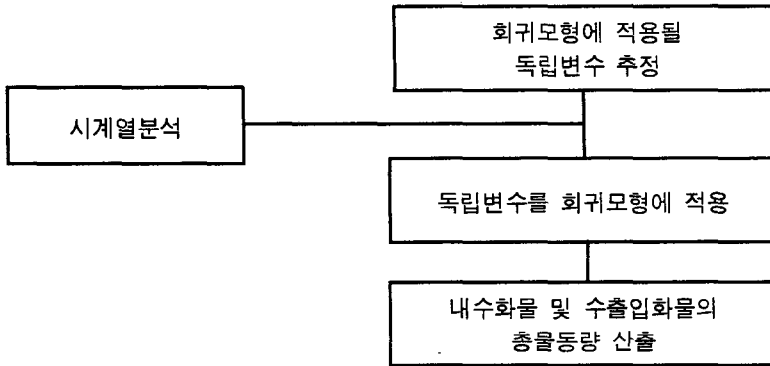 회귀모형에 적용될
독립변수 추정
시계열분석
독립변수를 회귀모형에 적용
내수화물 및 수출입화물의
총물동량 산출